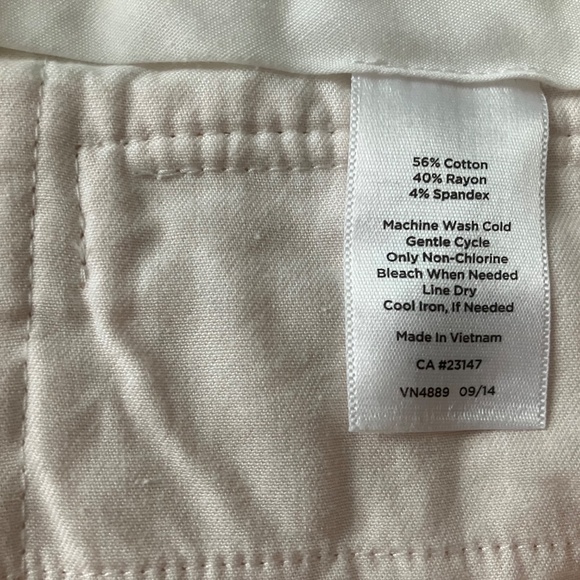 56% Cotton
40% Rayon
4% Spandex
Machine Wash Cold
Gentle Cycle
Only Non-Chlorine
Bleach When Needed
Line Dry
Cool Iron, If Needed
Made In Vietnam
CA #23147
VN4889 09/14